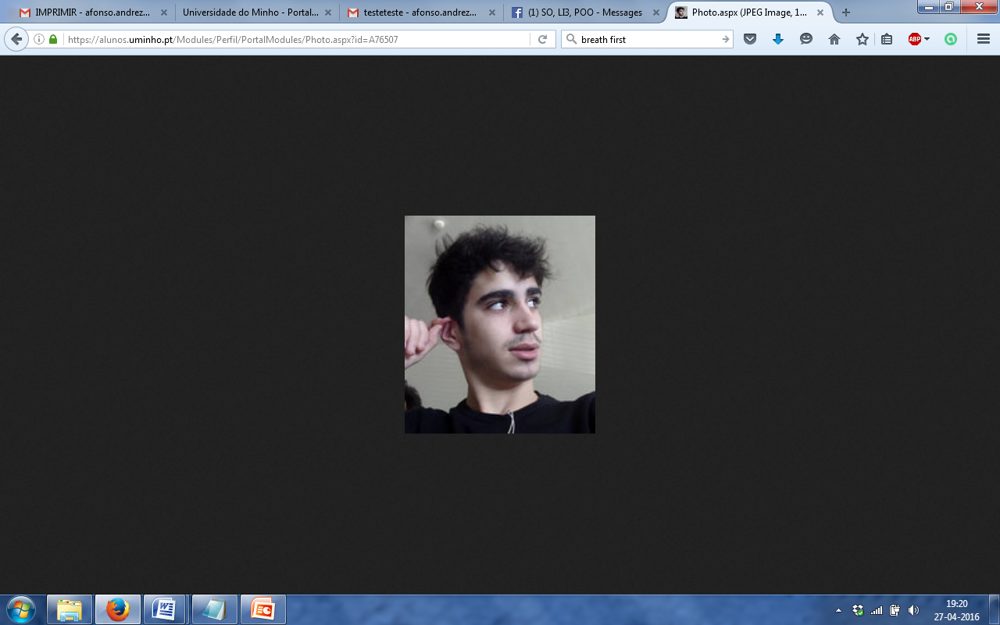 IMPRIMIR - afonso.andrez...
Universidade do Minho - Portal...
testeteste - afonso.andrez...
(1) SO, LI3, POO - Messages
Photo.aspx (JPEG Image, 1...
https://alunos.uminho.pt/Modules/Perfil/PortalModules/Photo.aspx?id=A76507
breath first
ABP
19:20
27-04-2016